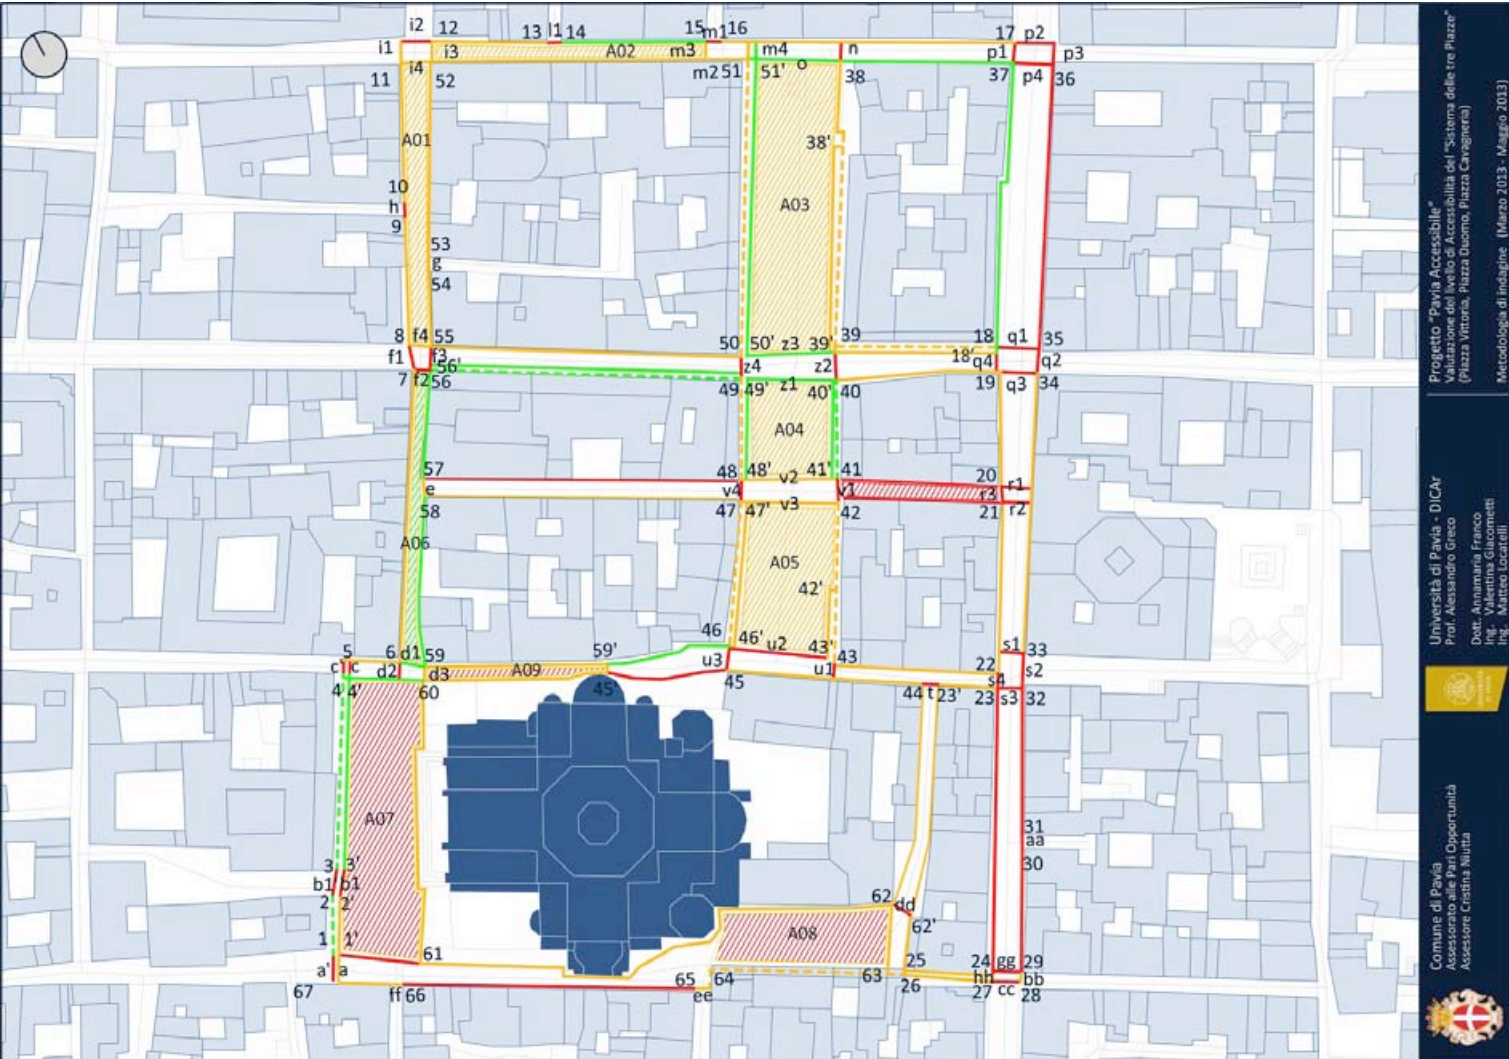 i2 12 13 l1 14 15 m1 16 17 p2
i1 i3 A02 m3 m4 n p1 p3
i4 o
11 52 m2 51 51' 38 37 p4 36
A01 38'
10
h A03
9
53
g
54
8 f4 55 50 50' z3 39' 39 18 q1 35
f1 f3 z4 z2 18' q4 q2
56'
7 f2 56 49 49' z1 40' 40 19 q3 34
A04
57 48 48' v2 41' 41 20
e v4 v1 r3 r1
58 47 47' v3 42 21 r2
A06 A05
42'
46 46' u2 43' s1 33
5 6 d1 59 59' u3 u1 43 22 s2
c' c d2 d3 A09 s4
4 4' 60 45' 45 44 t 23' 23 s3 32
A07
31
aa
3 3' 30
b1 b1
2 2' 62 dd
62'
A08
1 1' 61 25 24 gg 29
a' a 65 64 63 26 hh bb
67 ff 66 ee 27 cc 28
Progetto "Pavia Accessibile"
Valutazione del livello di Accessibilità del "Sistema delle tre Piazze"
(Piazza Vittoria, Piazza Duomo, Piazza Cavagneria)
Metodologia di indagine (Marzo 2013 - Maggio 2013)
Università di Pavia - DICAr
Prof. Alessandro Greco
Dott. Annamaria Franco
Ing. Valentina Giacometti
Ing. Matteo Locatelli
Comune di Pavia
Assessorato alle Pari Opportunità
Assessore Cristina Niutta